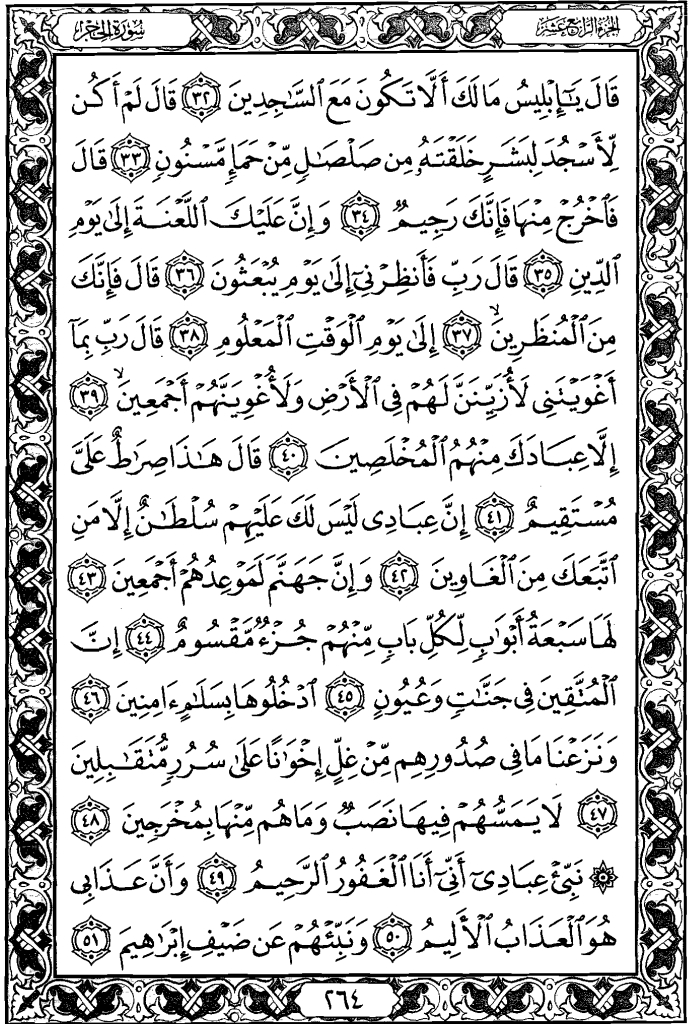 الجزء الرابع عشر
سورة الحجر
قَالَ يَـٰٓإِبْلِيسُ مَا لَكَ أَلَّا تَكُونَ مَعَ ٱلسَّـٰجِدِينَ ٣٢ قَالَ لَمْ أَكُن
لِّأَسْجُدَ لِبَشَرٍ خَلَقْتَهُۥ مِن صَلْصَـٰلٍ مِّنْ حَمَإٍ مَّسْنُونٍ ٣٣ قَالَ
فَٱخْرُجْ مِنْهَا فَإِنَّكَ رَجِيمٌ ٣٤ وَإِنَّ عَلَيْكَ ٱللَّعْنَةَ إِلَىٰ يَوْمِ
ٱلدِّينِ ٣٥ قَالَ رَبِّ فَأَنظِرْنِىٓ إِلَىٰ يَوْمِ يُبْعَثُونَ ٣٦ قَالَ فَإِنَّكَ
مِنَ ٱلْمُنظَرِينَ ۙ ٣٧ إِلَىٰ يَوْمِ ٱلْوَقْتِ ٱلْمَعْلُومِ ٣٨ قَالَ رَبِّ بِمَآ
أَغْوَيْتَنِى لَأُزَيِّنَنَّ لَهُمْ فِى ٱلْأَرْضِ وَلَأُغْوِيَنَّهُمْ أَجْمَعِينَ ۙ ٣٩
إِلَّا عِبَادَكَ مِنْهُمُ ٱلْمُخْلَصِينَ ٤٠ قَالَ هَـٰذَا صِرَٰطٌ عَلَىَّ
مُسْتَقِيمٌ ٤١ إِنَّ عِبَادِى لَيْسَ لَكَ عَلَيْهِمْ سُلْطَـٰنٌ إِلَّا مَنِ
ٱتَّبَعَكَ مِنَ ٱلْغَاوِينَ ٤٢ وَإِنَّ جَهَنَّمَ لَمَوْعِدُهُمْ أَجْمَعِينَ ٤٣
لَهَا سَبْعَةُ أَبْوَٰبٍ لِّكُلِّ بَابٍ مِّنْهُمْ جُزْءٌ مَّقْسُومٌ ٤٤ إِنَّ
ٱلْمُتَّقِينَ فِى جَنَّـٰتٍ وَعُيُونٍ ٤٥ ٱدْخُلُوهَا بِسَلَـٰمٍ ءَامِنِينَ ٤٦
وَنَزَعْنَا مَا فِى صُدُورِهِم مِّنْ غِلٍّ إِخْوَٰنًا عَلَىٰ سُرُرٍ مُّتَقَـٰبِلِينَ
٤٧ لَا يَمَسُّهُمْ فِيهَا نَصَبٌ وَمَا هُم مِّنْهَا بِمُخْرَجِينَ ٤٨
۞ نَبِّئْ عِبَادِىٓ أَنِّىٓ أَنَا ٱلْغَفُورُ ٱلرَّحِيمُ ٤٩ وَأَنَّ عَذَابِى
هُوَ ٱلْعَذَابُ ٱلْأَلِيمُ ٥٠ وَنَبِّئْهُمْ عَن ضَيْفِ إِبْرَٰهِيمَ ٥١
٢٦٤